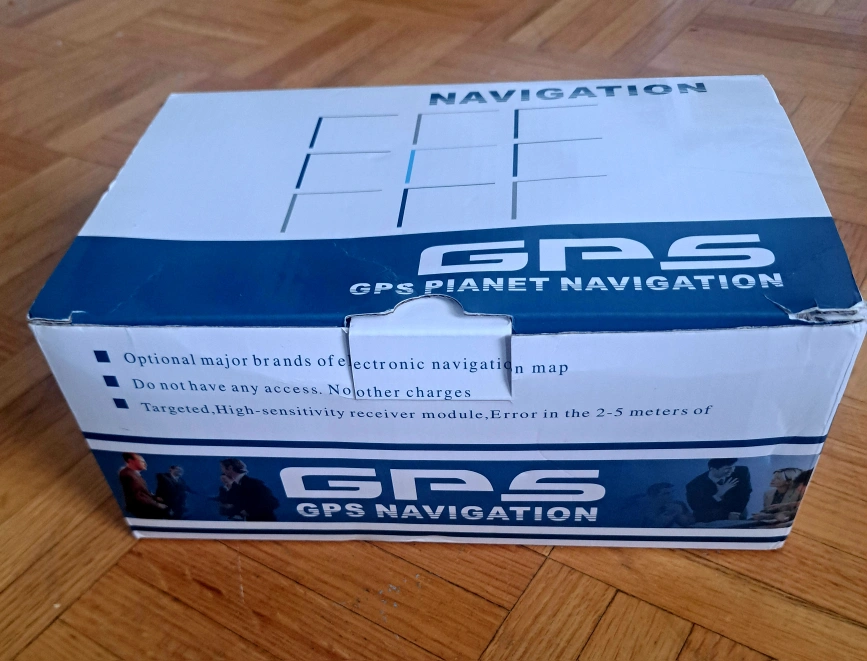 NAVIGATION
GPS
GPS PIANET NAVIGATION
Optional major brands of electronic navigation map
Do not have any access. No other charges
Targeted,High-sensitivity receiver module,Error in the 2-5 meters of
GPS
GPS NAVIGATION